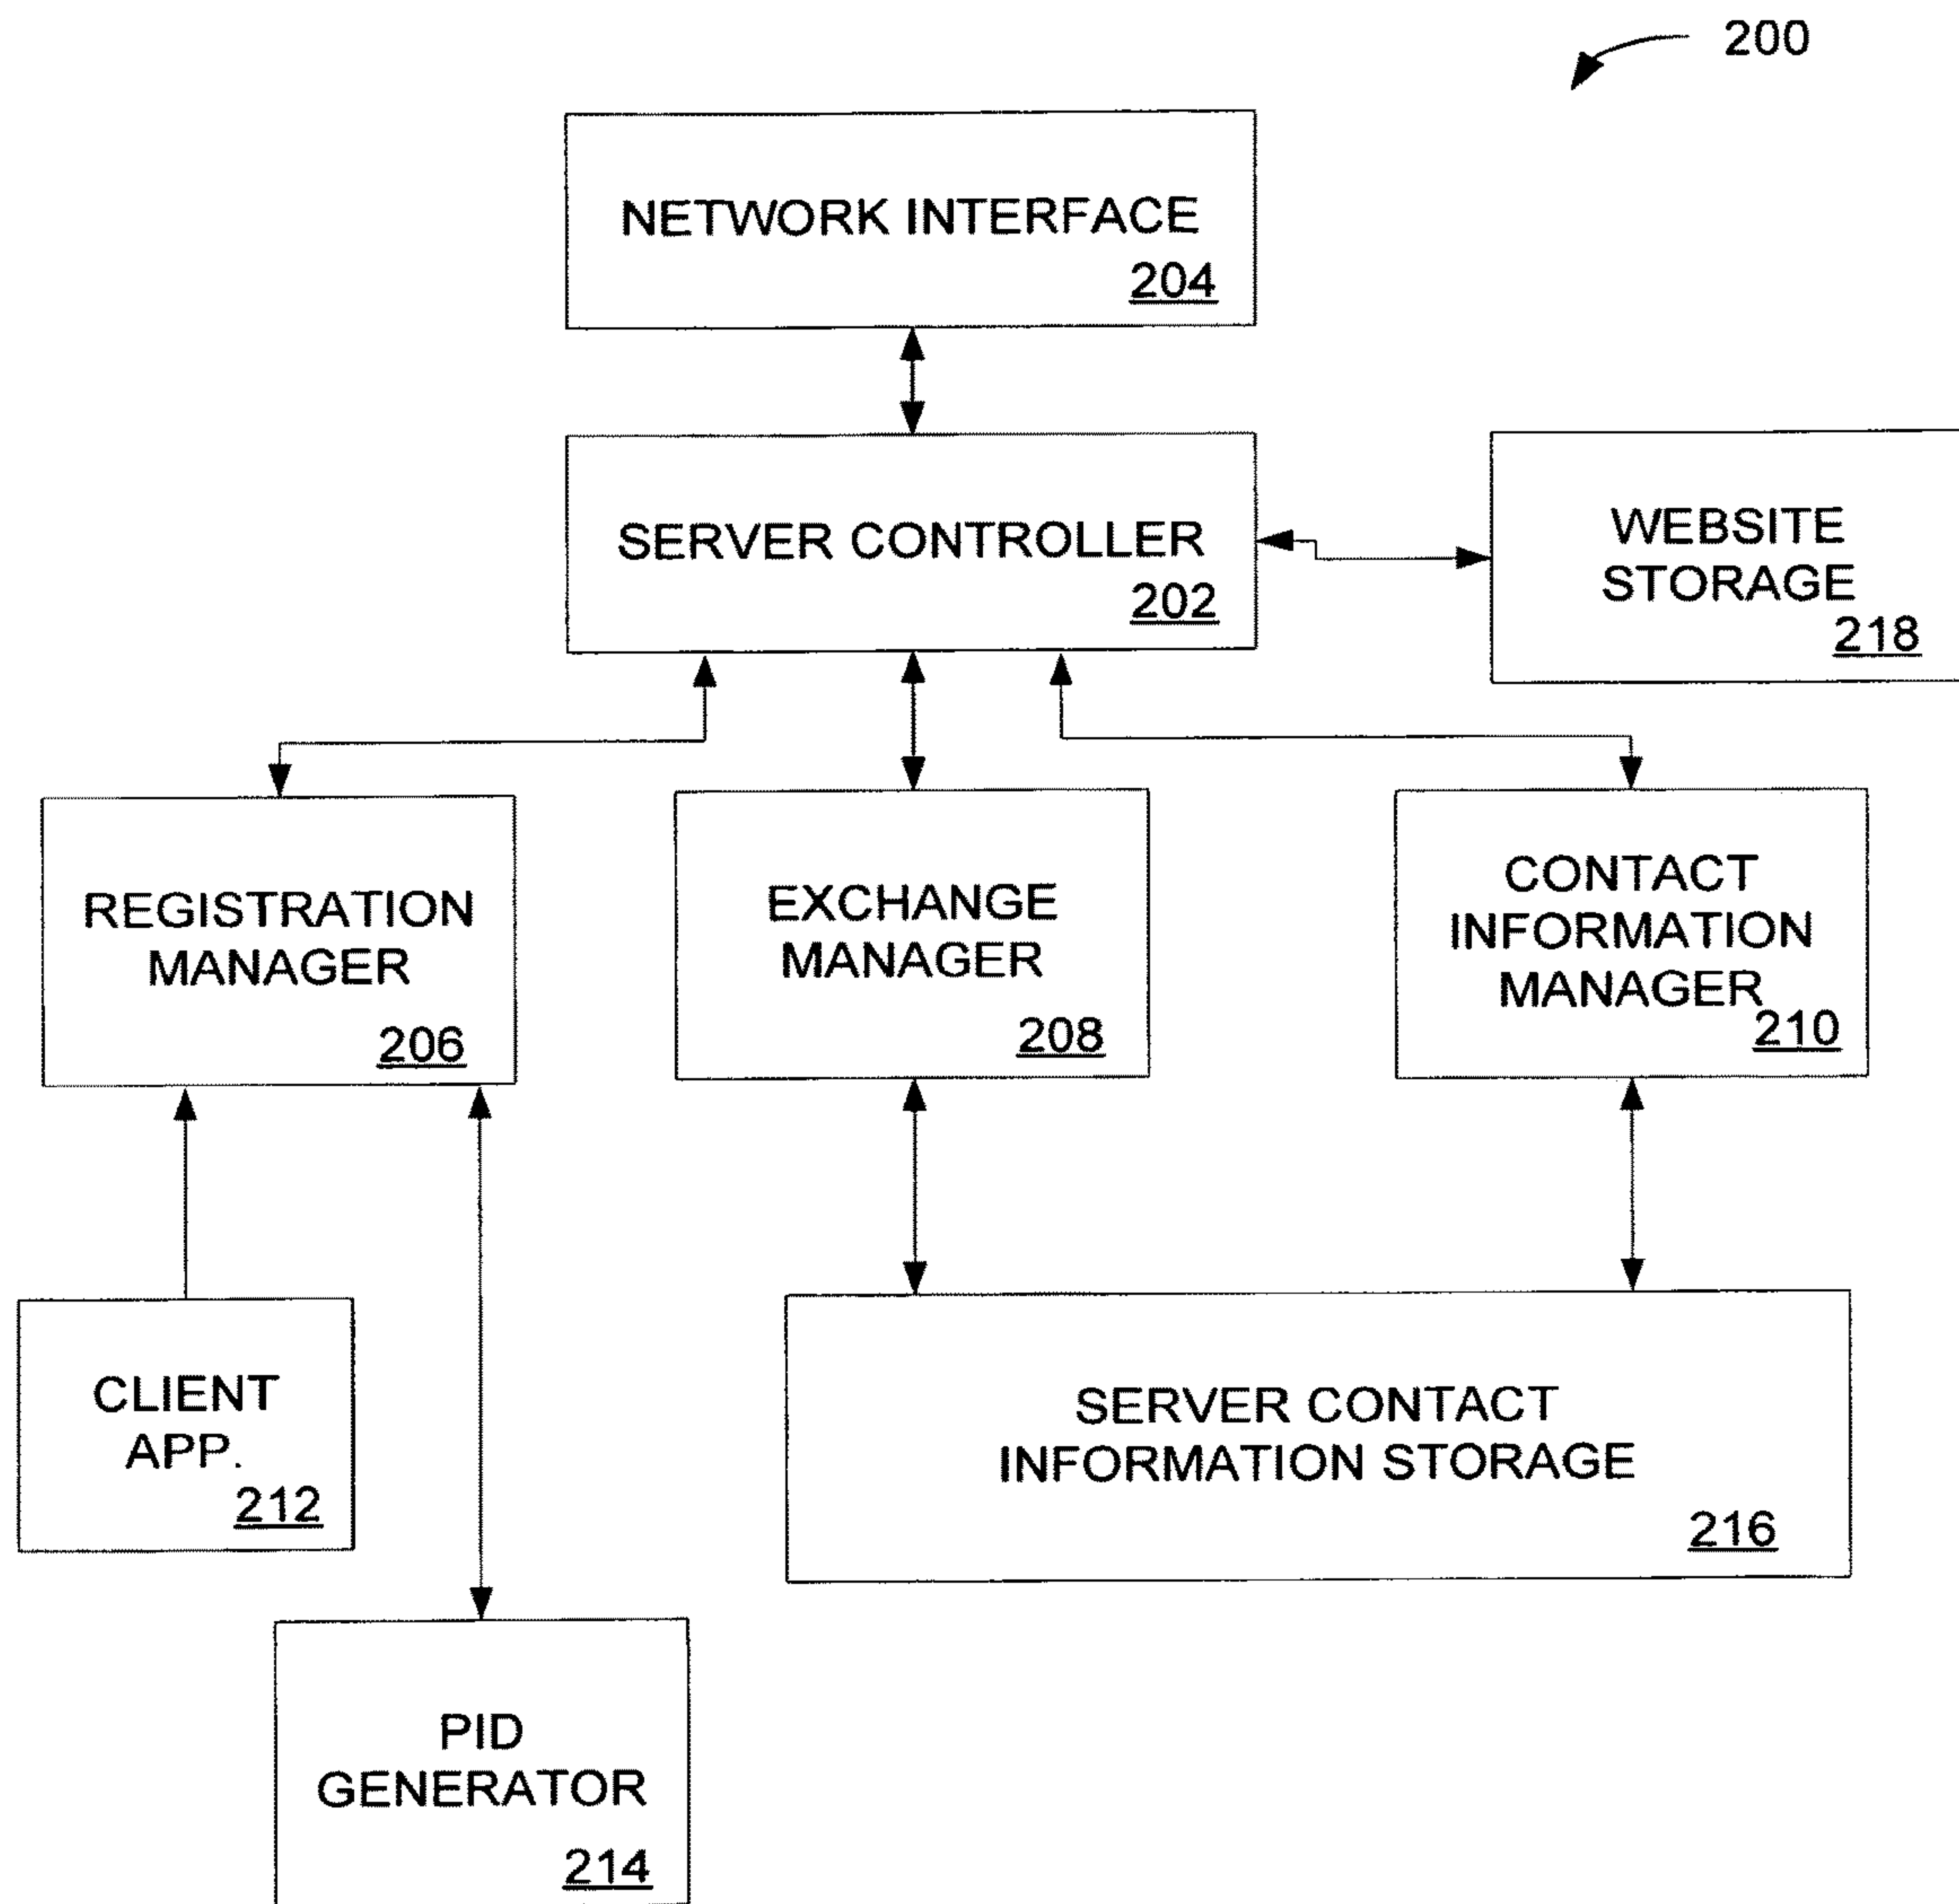 200
NETWORK INTERFACE
204
SERVER CONTROLLER
202
WEBSITE
STORAGE
218
REGISTRATION
MANAGER
206
EXCHANGE
MANAGER
208
CONTACT
INFORMATION
MANAGER
210
CLIENT
APP.
212
SERVER CONTACT
INFORMATION STORAGE
216
PID
GENERATOR
214